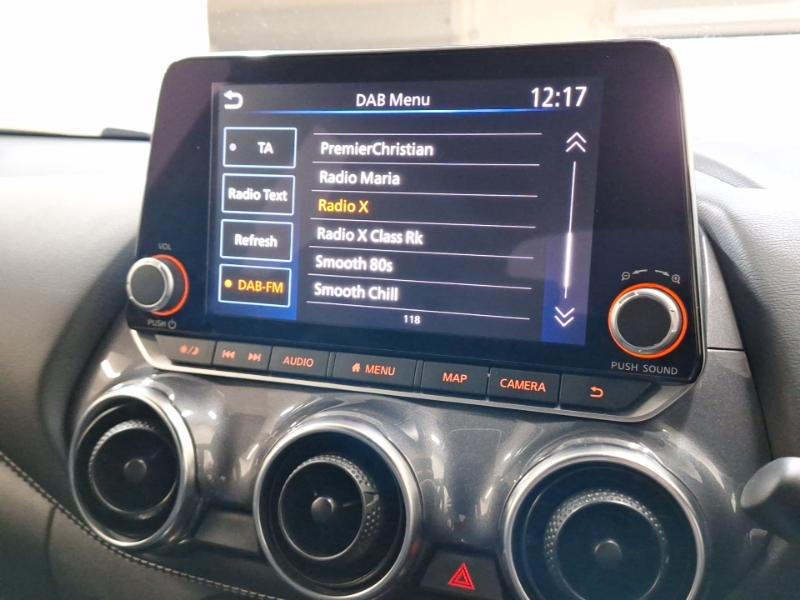 DAB Menu 12:17
TA
Radio Text
Refresh
DAB-FM
PremierChristian
Radio Maria
Radio X
Radio X Class Rk
Smooth 80s
Smooth Chill
118
VOL
PUSH
PUSH SOUND
AUDIO
MENU
MAP
CAMERA